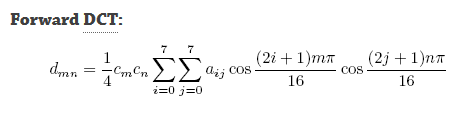 Forward DCT:
d_{mn} = \frac{1}{4} c_m c_n \sum_{i=0}^{7} \sum_{j=0}^{7} a_{ij} \cos \frac{(2i+1)m\pi}{16} \cos \frac{(2j+1)n\pi}{16}